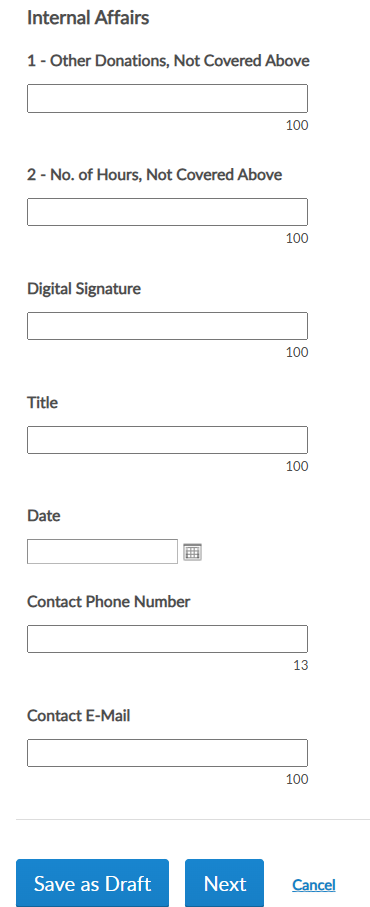 Internal Affairs
1 - Other Donations, Not Covered Above
100
2 - No. of Hours, Not Covered Above
100
Digital Signature
100
Title
100
Date
Contact Phone Number
13
Contact E-Mail
100
Save as Draft Next Cancel